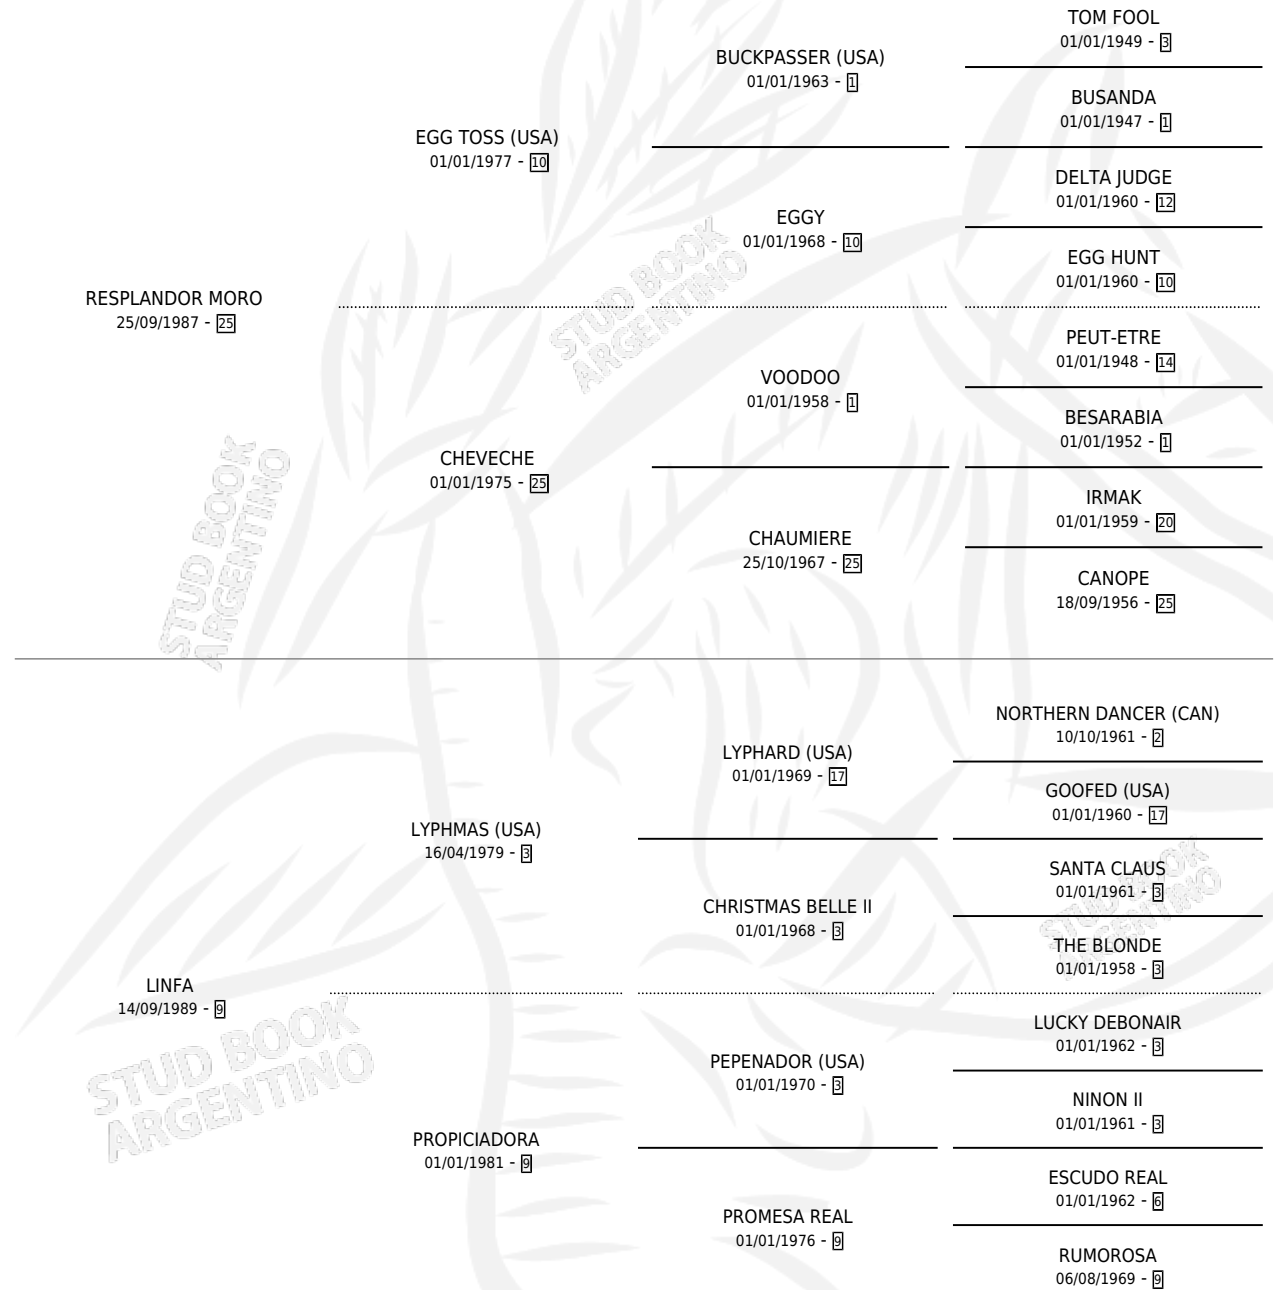 TOM FOOL
01/01/1949 - 3
BUCKPASSER (USA)
01/01/1963 - 1
BUSANDA
01/01/1947 - 1
EGG TOSS (USA)
01/01/1977 - 10
DELTA JUDGE
01/01/1960 - 12
EGGY
01/01/1968 - 10
EGG HUNT
01/01/1960 - 10
RESPLANDOR MORO
25/09/1987 - 25
PEUT-ETRE
01/01/1948 - 14
VOODOO
01/01/1958 - 1
BESARABIA
01/01/1952 - 1
CHEVECHE
01/01/1975 - 25
IRMAK
01/01/1959 - 20
CHAUMIERE
25/10/1967 - 25
CANOPE
18/09/1956 - 25
STUD BOOK
ARGENTINO
STUD BOOK
ARGENTINO
NORTHERN DANCER (CAN)
10/10/1961 - 2
LYPHARD (USA)
01/01/1969 - 17
GOOFED (USA)
01/01/1960 - 17
LYPHMAS (USA)
16/04/1979 - 3
SANTA CLAUS
01/01/1961 - 3
CHRISTMAS BELLE II
01/01/1968 - 3
THE BLONDE
01/01/1958 - 3
LINFA
14/09/1989 - 9
LUCKY DEBONAIR
01/01/1962 - 3
PEPENADOR (USA)
01/01/1970 - 3
NINON II
01/01/1961 - 3
PROPICIADORA
01/01/1981 - 9
ESCUDO REAL
01/01/1962 - 6
PROMESA REAL
01/01/1976 - 9
RUMOROSA
06/08/1969 - 9
STUD BOOK
ARGENTINO
STUD BOOK
ARGENTINO